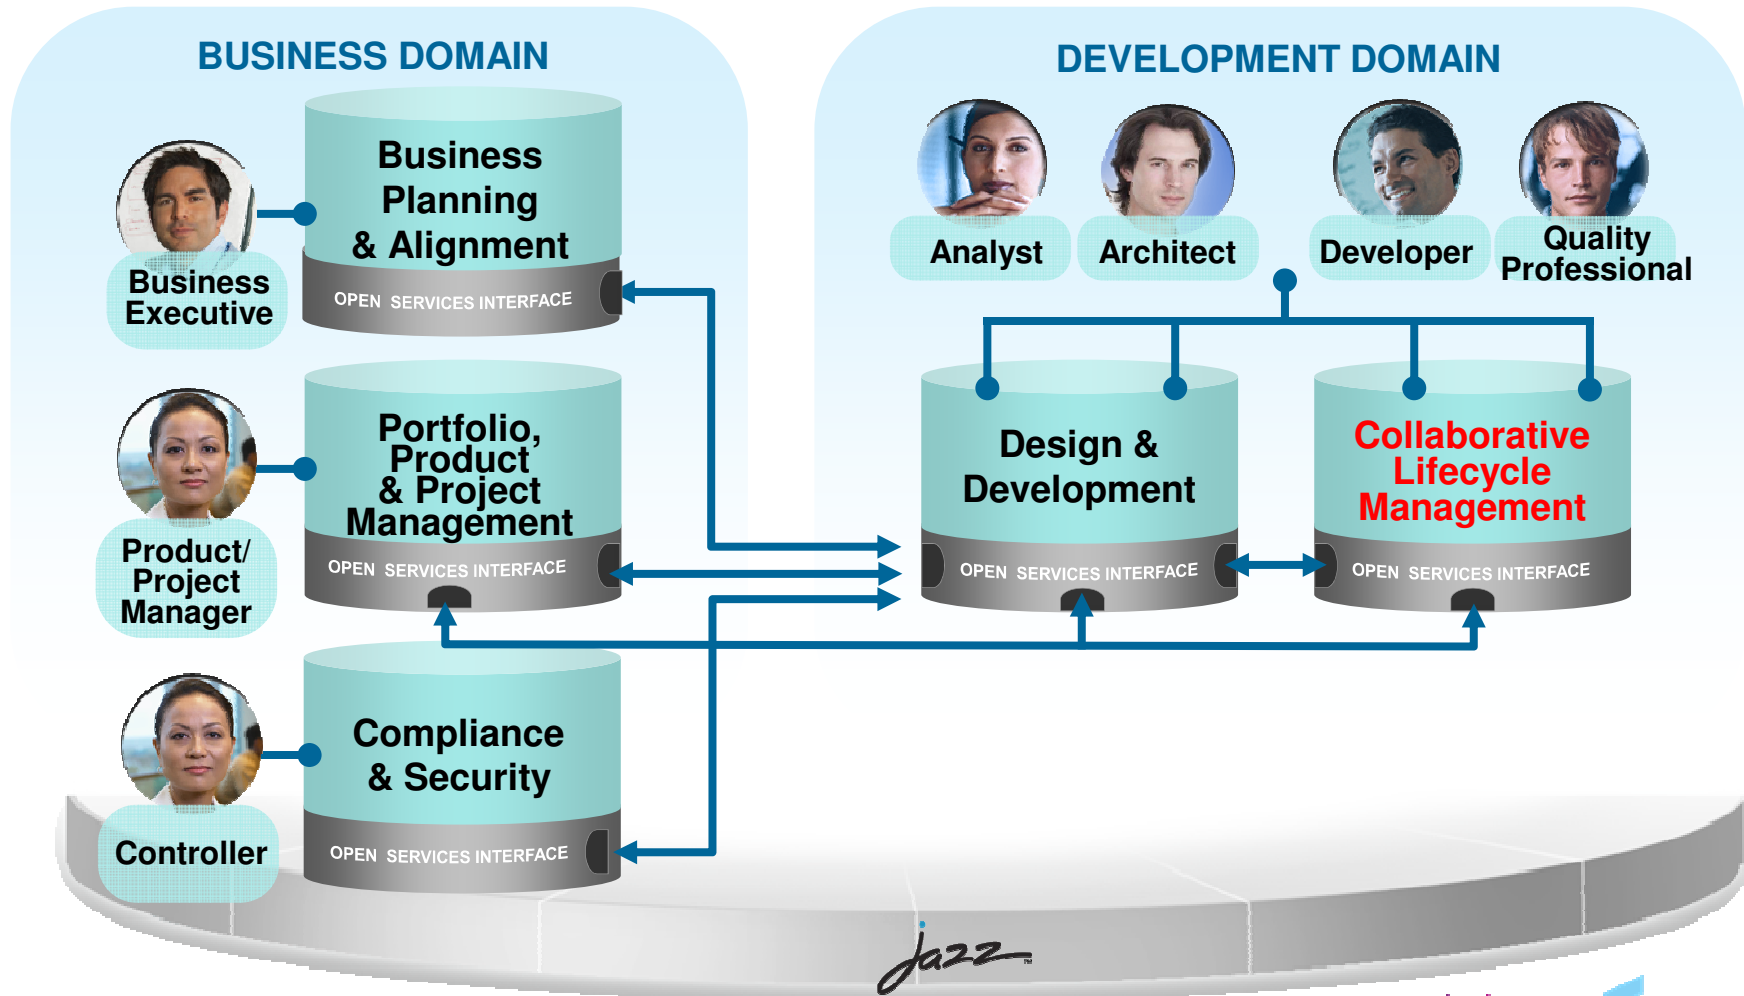 BUSINESS DOMAIN
Business
Planning
& Alignment
OPEN SERVICES INTERFACE
Business
Executive
Portfolio,
Product
& Project
Management
OPEN SERVICES INTERFACE
Product/
Project
Manager
Compliance
& Security
OPEN SERVICES INTERFACE
Controller
DEVELOPMENT DOMAIN
Analyst
Architect
Developer
Quality
Professional
Design &
Development
OPEN SERVICES INTERFACE
Collaborative
Lifecycle
Management
OPEN SERVICES INTERFACE
jazz™